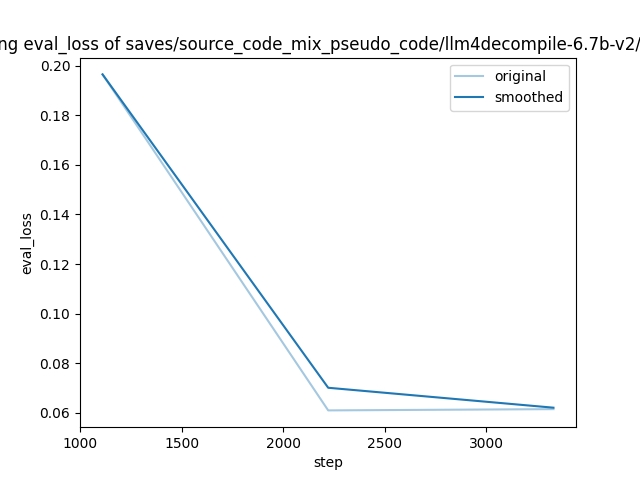 ng eval_loss of saves/source_code_mix_pseudo_code/llm4decompile-6.7b-v2/
original
smoothed
0.20
0.18
0.16
0.14
0.12
0.10
0.08
0.06
eval_loss
1000 1500 2000 2500 3000
step